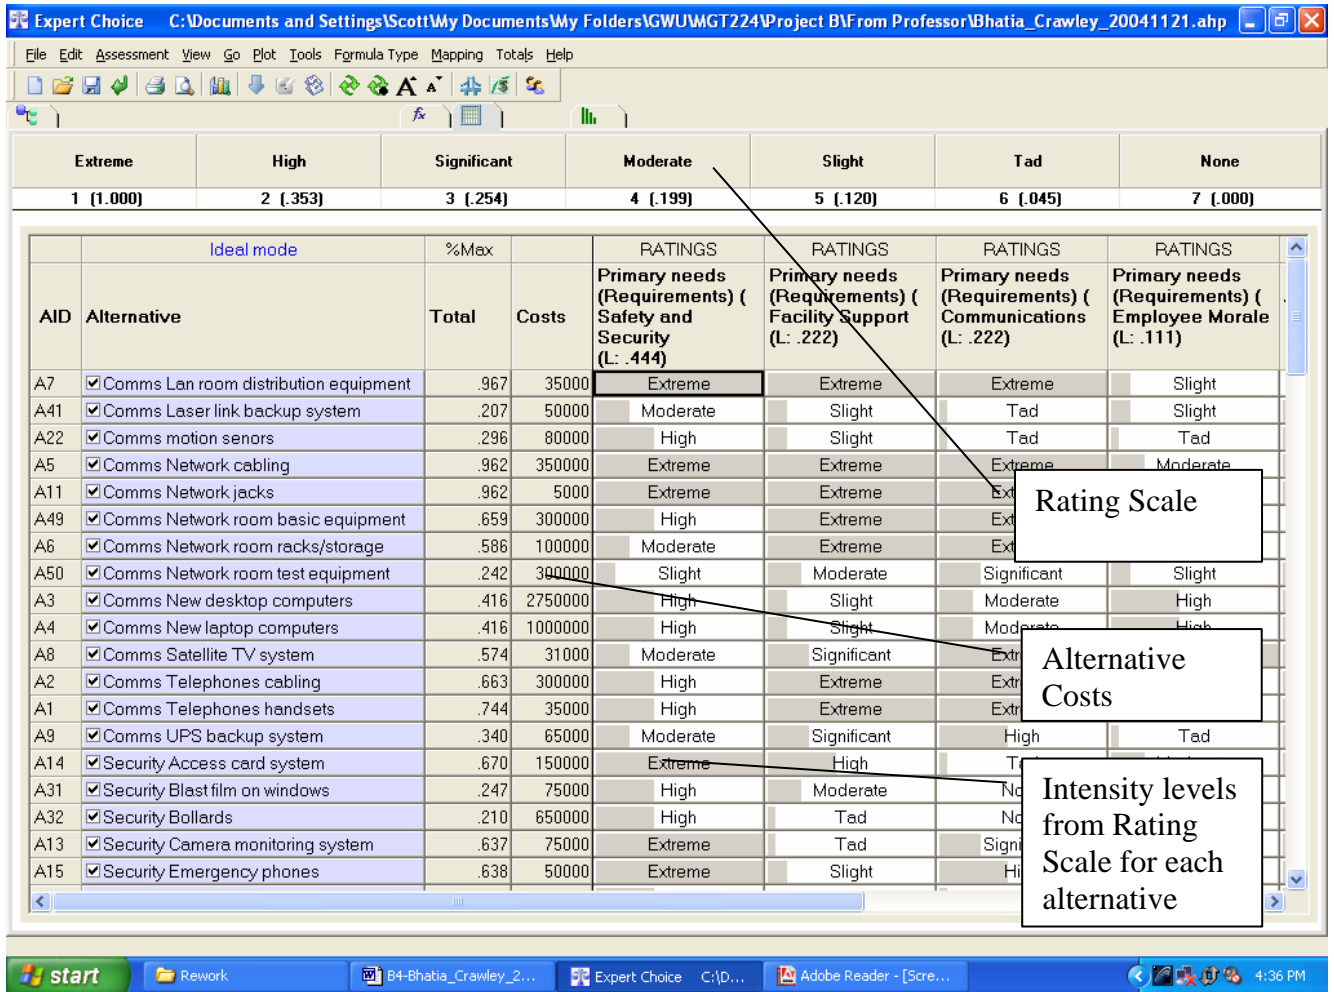 Expert Choice C:\Documents and Settings\Scott\My Documents\My Folders\GWU\MGT224\Project B\From Professor\Bhatia_Crawley_20041121.ahp
File Edit Assessment View Go Plot Tools Formula Type Mapping Totals Help
Extreme High Significant Moderate Slight Tad None
1 (1.000) 2 (.353) 3 (.254) 4 (.199) 5 (.120) 6 (.045) 7 (.000)
Ideal mode %Max RATINGS RATINGS RATINGS RATINGS
AID Alternative Total Costs Primary needs (Requirements) ( Safety and Security (L: .444) Primary needs (Requirements) ( Facility Support (L: .222) Primary needs (Requirements) ( Communications (L: .222) Primary needs (Requirements) ( Employee Morale (L: .111)
A7 Comms Lan room distribution equipment .967 35000 Extreme Extreme Extreme Slight
A41 Comms Laser link backup system .207 50000 Moderate Slight Tad Slight
A22 Comms motion senors .296 80000 High Slight Tad Tad
A5 Comms Network cabling .962 350000 Extreme Extreme Extreme Moderate
A11 Comms Network jacks .962 5000 Extreme Extreme Ext
A49 Comms Network room basic equipment .659 300000 High Extreme Ext
A6 Comms Network room racks/storage .586 100000 Moderate Extreme Ext
A50 Comms Network room test equipment .242 300000 Slight Moderate Significant Slight
A3 Comms New desktop computers .416 2750000 High Slight Moderate High
A4 Comms New laptop computers .416 1000000 High Slight Moderate High
A8 Comms Satellite TV system .574 31000 Moderate Significant Extr
A2 Comms Telephones cabling .663 300000 High Extreme Extr
A1 Comms Telephones handsets .744 35000 High Extreme Extr
A9 Comms UPS backup system .340 65000 Moderate Significant High Tad
A14 Security Access card system .670 150000 Extreme High T
A31 Security Blast film on windows .247 75000 High Moderate No
A32 Security Bollards .210 650000 High Tad No
A13 Security Camera monitoring system .637 75000 Extreme Tad Signi
A15 Security Emergency phones .638 50000 Extreme Slight Hi
Rating Scale
Alternative
Costs
Intensity levels
from Rating
Scale for each
alternative
start Rework B4-Bhatia_Crawley_2... Expert Choice C:\D... Adobe Reader - [Scre... 4:36 PM